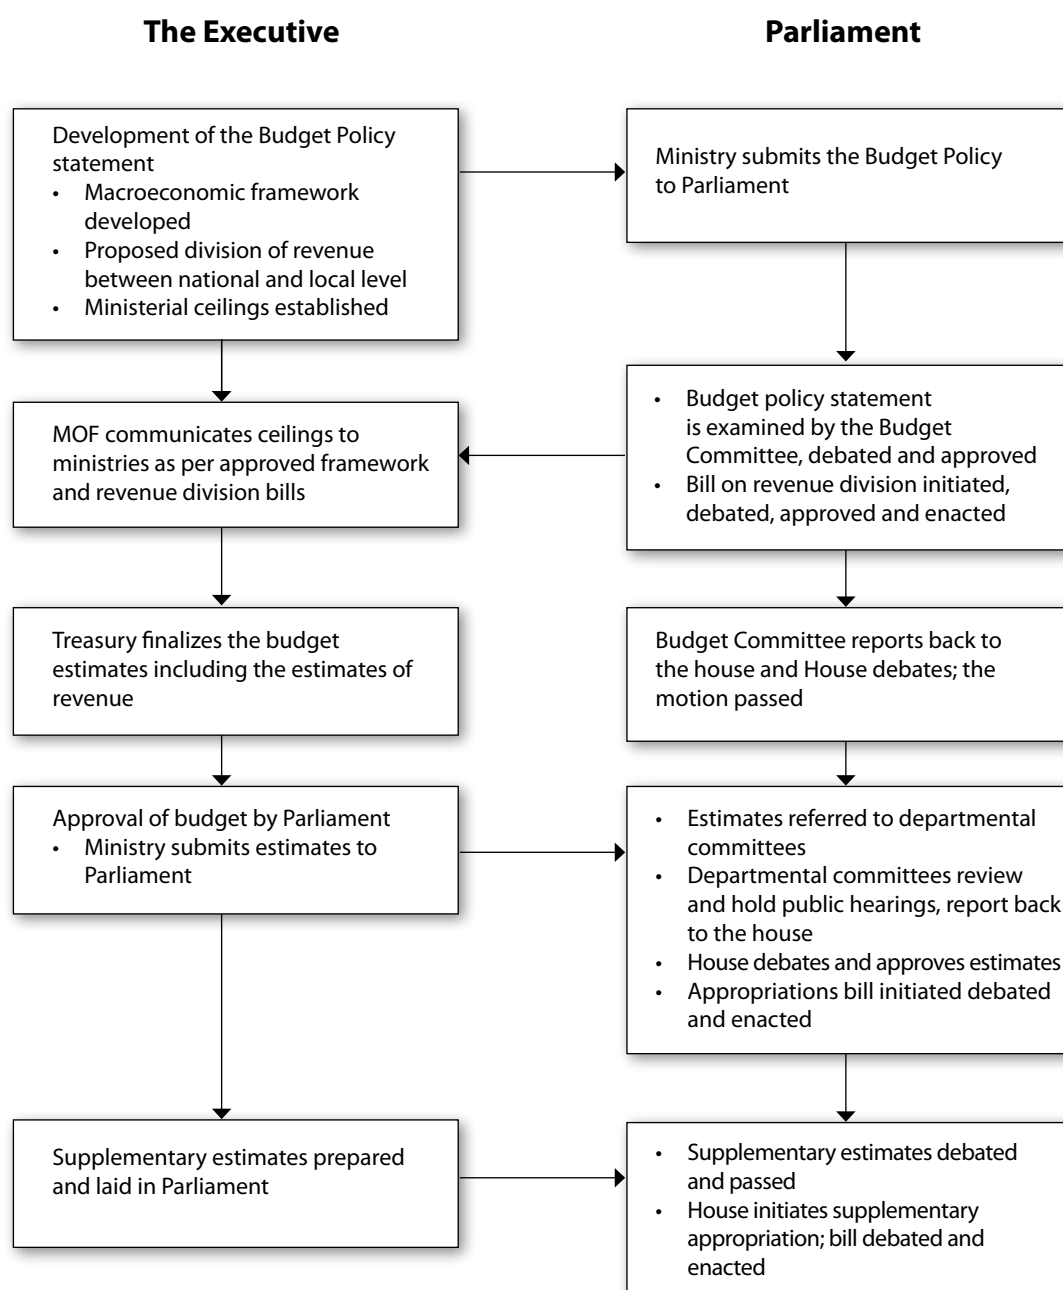 The Executive
Parliament
Development of the Budget Policy
statement
• Macroeconomic framework
developed
• Proposed division of revenue
between national and local level
• Ministerial ceilings established
Ministry submits the Budget Policy
to Parliament
MOF communicates ceilings to
ministries as per approved framework
and revenue division bills
• Budget policy statement
is examined by the Budget
Committee, debated and approved
• Bill on revenue division initiated,
debated, approved and enacted
Treasury finalizes the budget
estimates including the estimates of
revenue
Budget Committee reports back to
the house and House debates; the
motion passed
Approval of budget by Parliament
• Ministry submits estimates to
Parliament
• Estimates referred to departmental
committees
• Departmental committees review
and hold public hearings, report back
to the house
• House debates and approves estimates
• Appropriations bill initiated debated
and enacted
Supplementary estimates prepared
and laid in Parliament
• Supplementary estimates debated
and passed
• House initiates supplementary
appropriation; bill debated and
enacted